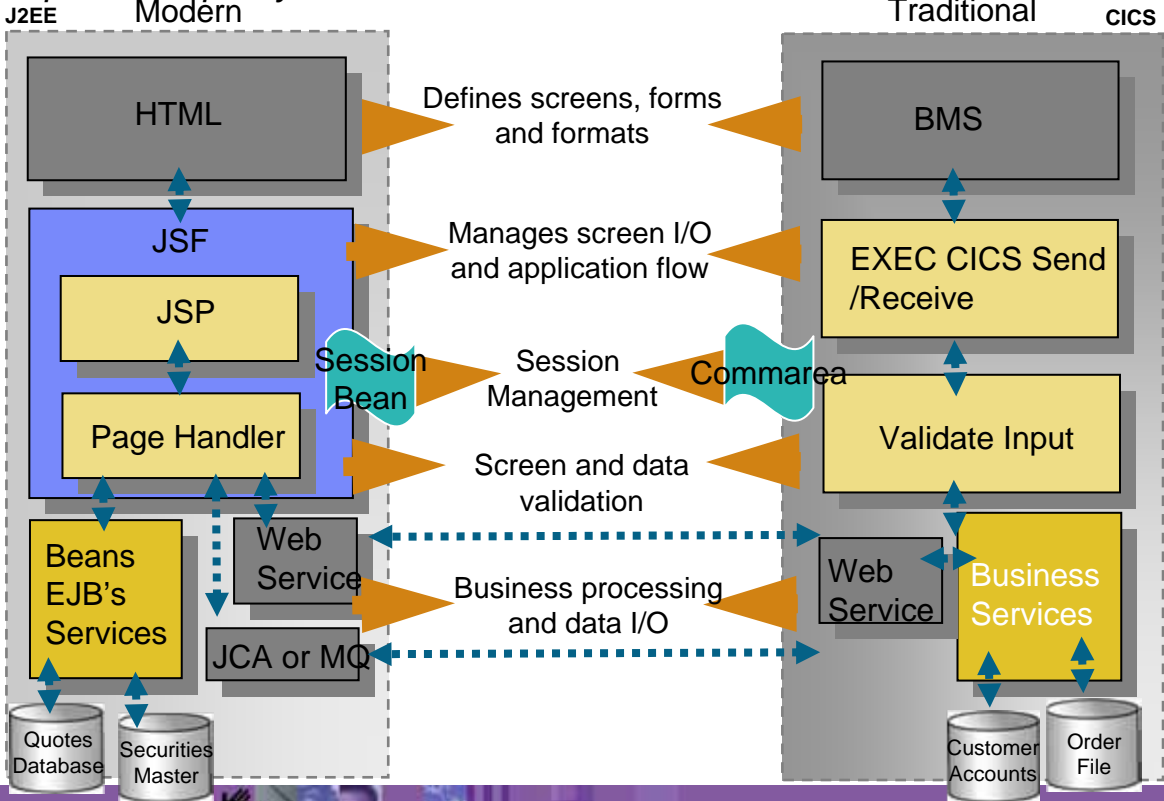 J2EE
Modern
Traditional
CICS
HTML
Defines screens, forms
and formats
BMS
JSF
Manages screen I/O
and application flow
EXEC CICS Send
/Receive
JSP
Session
Bean
Session
Management
Commarea
Page Handler
Screen and data
validation
Validate Input
Beans
EJB's
Services
Web
Service
Business processing
and data I/O
Web
Service
Business
Services
JCA or MQ
Quotes
Database
Securities
Master
Customer
Accounts
Order
File